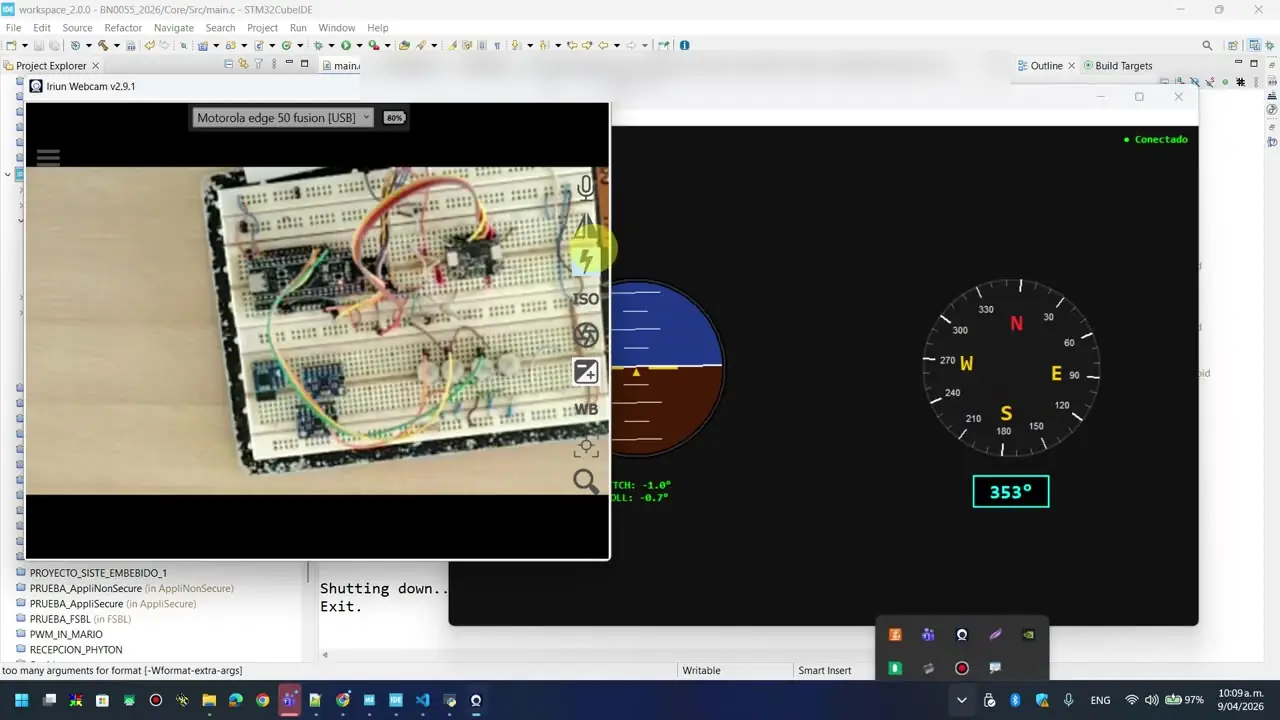 workspace_2.0.0 - BN0055_2026/Core/Src/main.c - STM32CubeIDE
File Edit Source Refactor Navigate Search Project Run Window Help
Project Explorer
main.
Outline
Build Targets
Iriun Webcam v2.9.1
Motorola edge 50 fusion [USB]
80%
Conectado
ISO
WB
N
30
60
E
90
120
150
S
180
210
240
W
270
300
330
353°
TCH: -1.0°
OLL: -0.7°
oid
Shutting down..
Exit.
PROYECTO_SISTE_EMBEBIDO_1
PRUEBA_AppliNonSecure (in AppliNonSecure)
PRUEBA_AppliSecure (in AppliSecure)
PRUEBA_FSBL (in FSBL)
PWM_IN_MARIO
RECEPCION_PHYTON
too many arguments for format [-Wformat-extra-args]
Writable
Smart Insert
ENG
97%
10:09 a.m.
9/04/2026